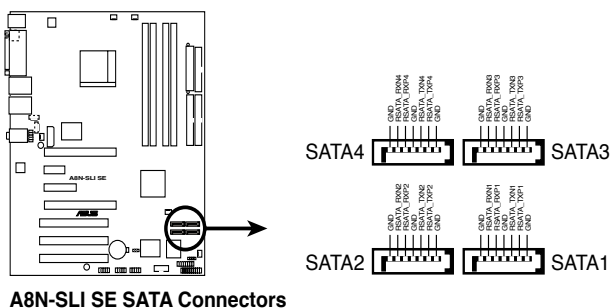 A8N-SLI SE
ASUS
GND
RSATA_RXN4
RSATA_RXP4
GND
RSATA_TXN4
RSATA_TXP4
GND
GND
RSATA_RXN3
RSATA_RXP3
GND
RSATA_TXN3
RSATA_TXP3
GND
SATA4
SATA3
GND
RSATA_RXN2
RSATA_RXP2
GND
RSATA_TXN2
RSATA_TXP2
GND
GND
RSATA_RXN1
RSATA_RXP1
GND
RSATA_TXN1
RSATA_TXP1
GND
SATA2
SATA1
A8N-SLI SE SATA Connectors